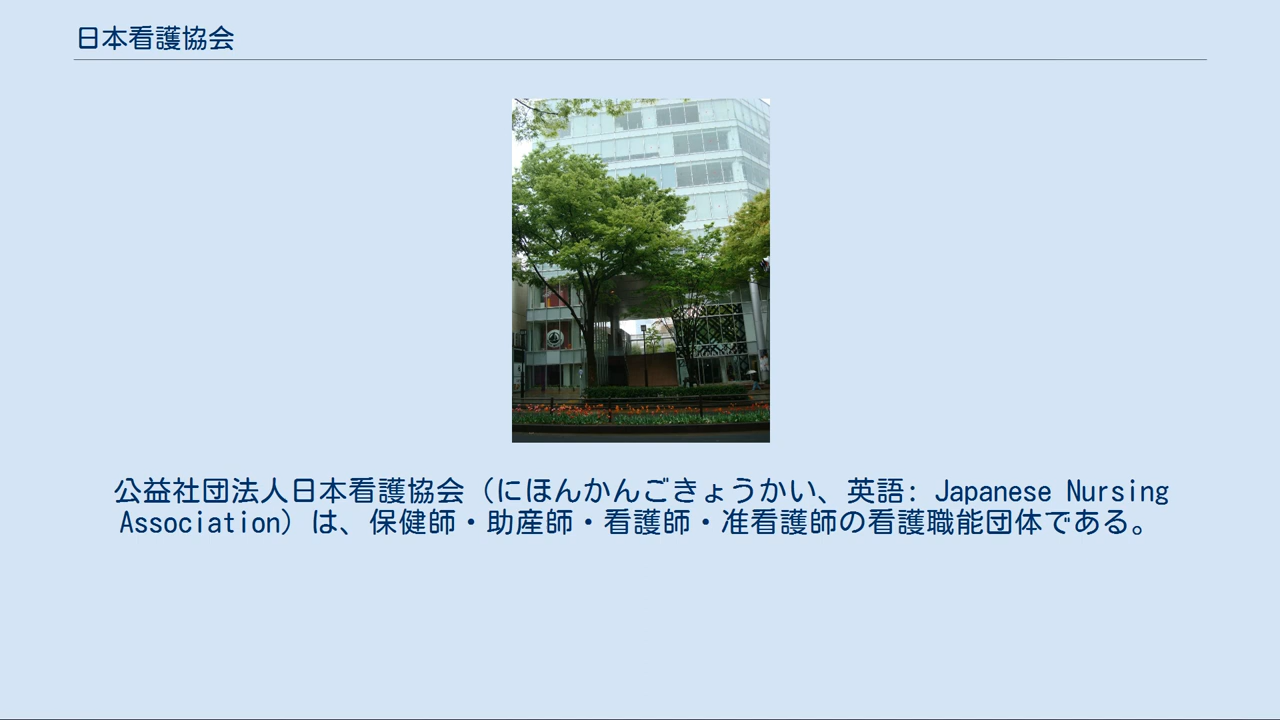 日本看護協会
公益社団法人日本看護協会（にほんかんごきょうかい、英語: Japanese Nursing
Association）は、保健師・助産師・看護師・准看護師の看護職能団体である。